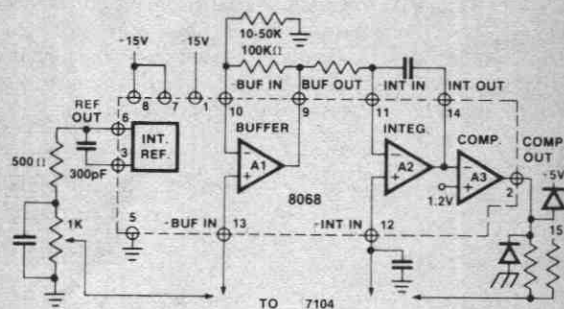 10-50K
-15V 15V 100KΩ
-BUF IN BUF OUT -INT IN INT OUT
8 7 1 10 9 11 14
REF
OUT
6 BUFFER INTEG. COMP. COMP
OUT
INT.
REF.
3
500Ω 300pF
A1 A2 A3
8068
1.2V
2
-5V
5 -BUF IN 13 -INT IN 12
1K
15
TO 7104